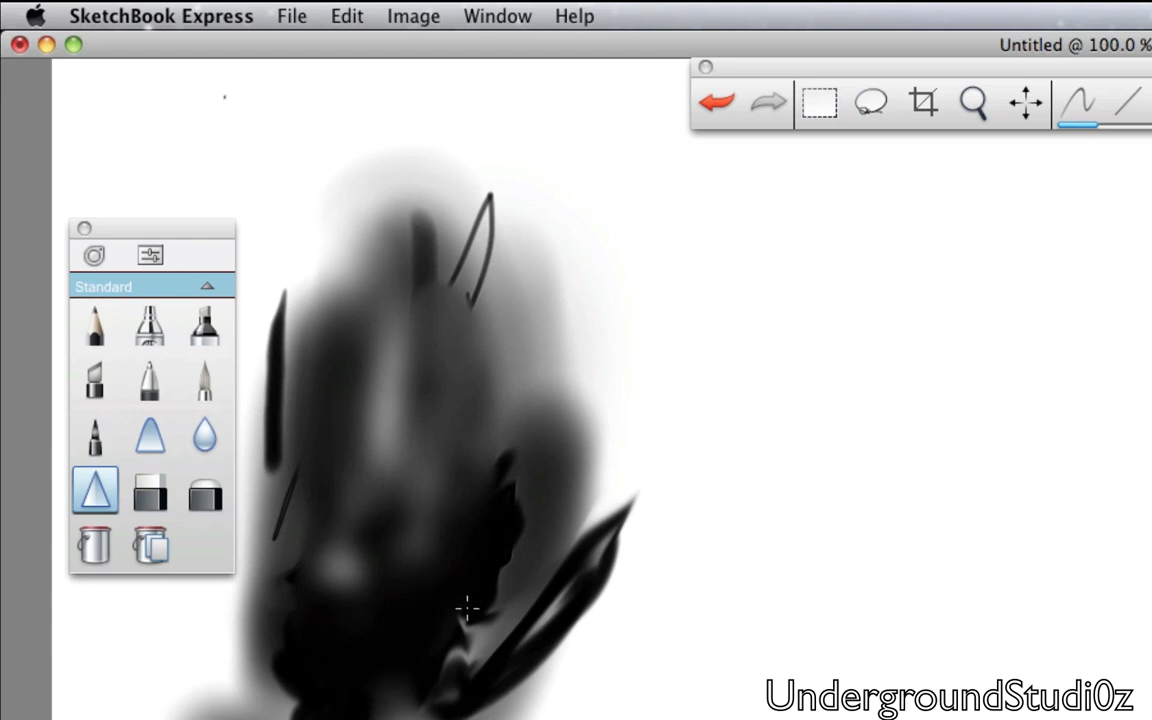 SketchBook Express File Edit Image Window Help
Untitled @ 100.0 %
Standard
UndergroundStudi0z